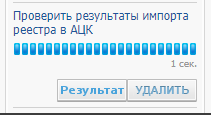 Проверить результаты импорта
реестра в АЦК
1 сек.
Результат УДАЛИТЬ